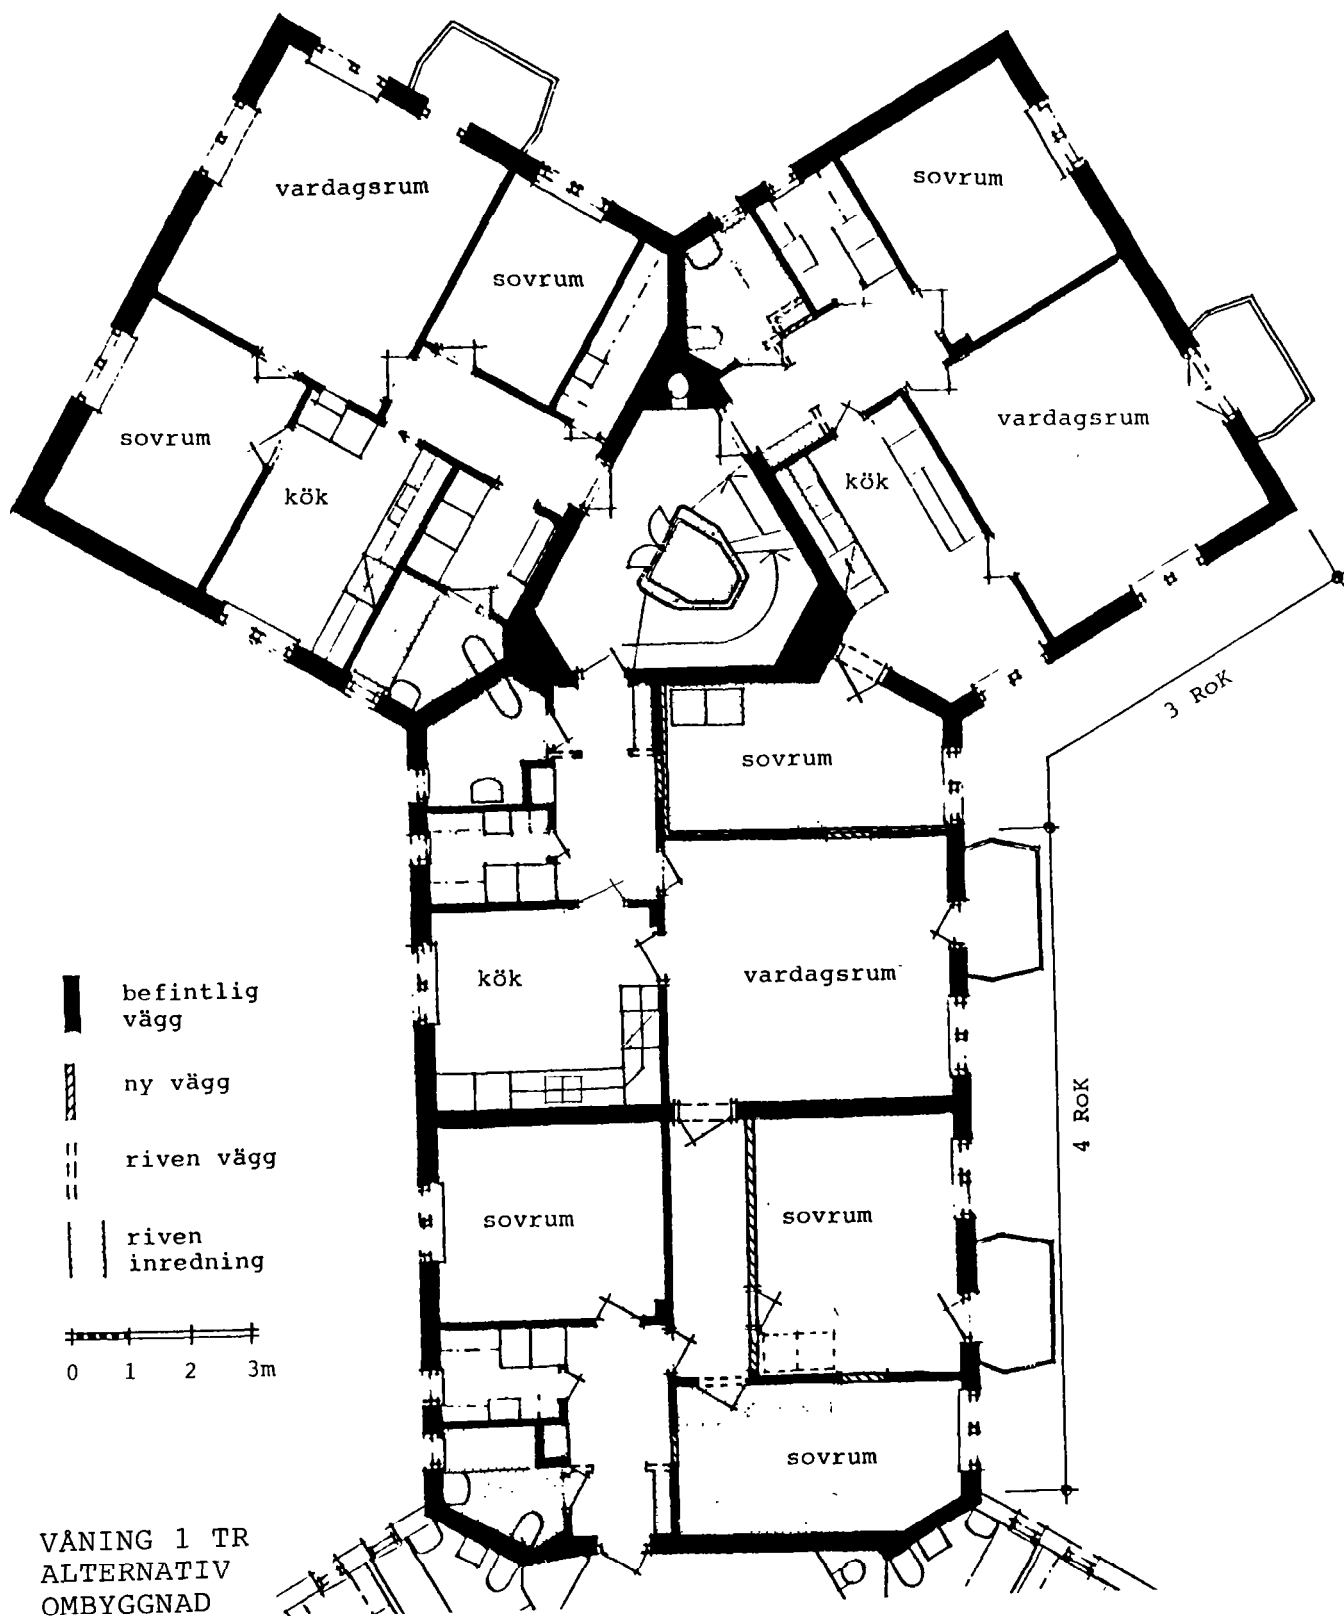 vardagsrum
sovrum
sovrum
sovrum
kök
sovrum
vardagsrum
kök
3 RoK
sovrum
kök
vardagsrum
4 RoK
sovrum
sovrum
sovrum
befintlig
vägg
ny vägg
riven vägg
riven
inredning
0 1 2 3m
VÅNING 1 TR
ALTERNATIV
OMBYGGNAD